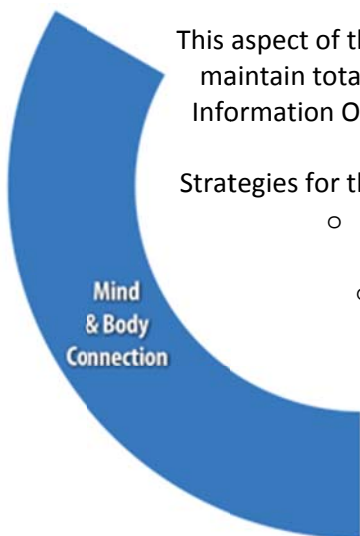 This aspect of th
maintain tota
Information O
Strategies for th
Mind
& Body
Connection